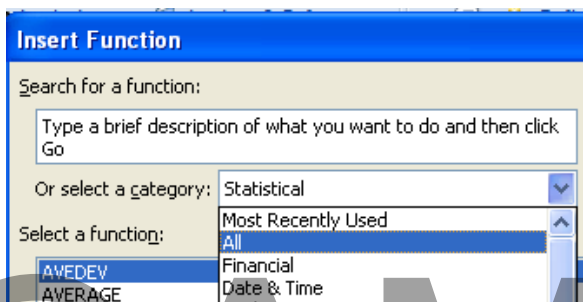 Insert Function
Search for a function:
Type a brief description of what you want to do and then click
Go
Or select a category: Statistical
Most Recently Used
All
Select a function:
Financial
AVEDEV
Date & Time
AVERAGE